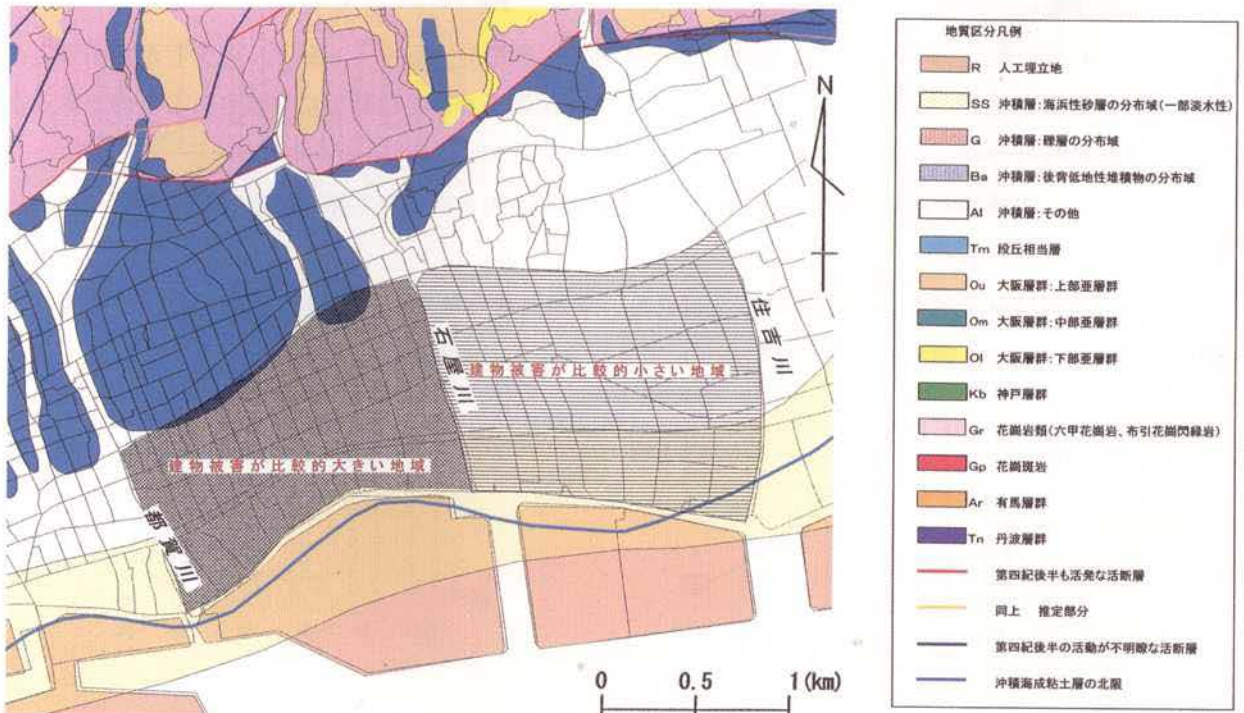 N
住吉川
石屋川
建物被害が比較的小さい地域
建物被害が比較的大きい地域
都賀川
0 0.5 1(km)
地質区分凡例
R 人工埋立地
SS 沖積層:海浜性砂層の分布域(一部淡水性)
G 沖積層:礫層の分布域
Ba 沖積層:後背低地性堆積物の分布域
Al 沖積層:その他
Tm 段丘相当層
Ou 大阪層群:上部亜層群
Om 大阪層群:中部亜層群
Ol 大阪層群:下部亜層群
Kb 神戸層群
Gr 花崗岩類(六甲花崗岩、布引花崗閃緑岩)
Gp 花崗斑岩
Ar 有馬層群
Tn 丹波層群
第四紀後半も活発な活断層
同上 推定部分
第四紀後半の活動が不明瞭な活断層
沖積海成粘土層の北限